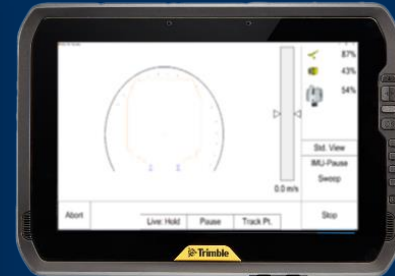 87%
43%
54%
0.0 m/s
Std. View
IMU-Pause
Sweep
Abort
Live: Hold
Pause
Track Pt.
Stop
Trimble